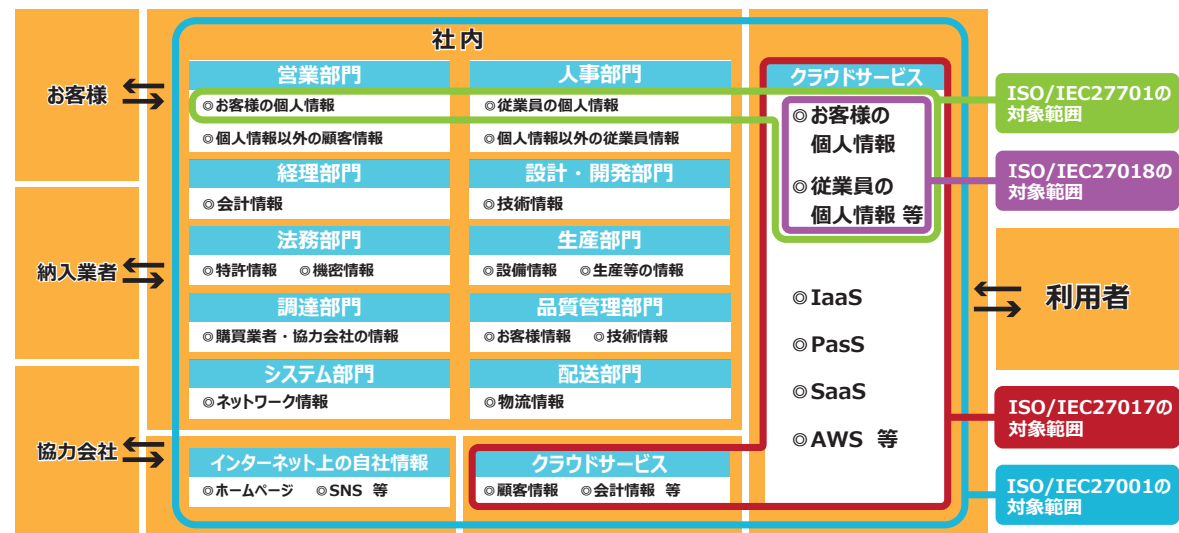 社内
お客様
納入業者
協力会社
営業部門
◎お客様の個人情報
◎個人情報以外の顧客情報
人事部門
◎従業員の個人情報
◎個人情報以外の従業員情報
経理部門
◎会計情報
設計・開発部門
◎技術情報
法務部門
◎特許情報 ◎機密情報
生産部門
◎設備情報 ◎生産等の情報
調達部門
◎購買業者・協力会社の情報
品質管理部門
◎お客様情報 ◎技術情報
システム部門
◎ネットワーク情報
配送部門
◎物流情報
インターネット上の自社情報
◎ホームページ ◎SNS 等
クラウドサービス
◎顧客情報 ◎会計情報 等
クラウドサービス
◎お客様の
個人情報
◎従業員の
個人情報 等
◎IaaS
◎PasS
◎SaaS
◎AWS 等
ISO/IEC27701の
対象範囲
ISO/IEC27018の
対象範囲
利用者
ISO/IEC27017の
対象範囲
ISO/IEC27001の
対象範囲